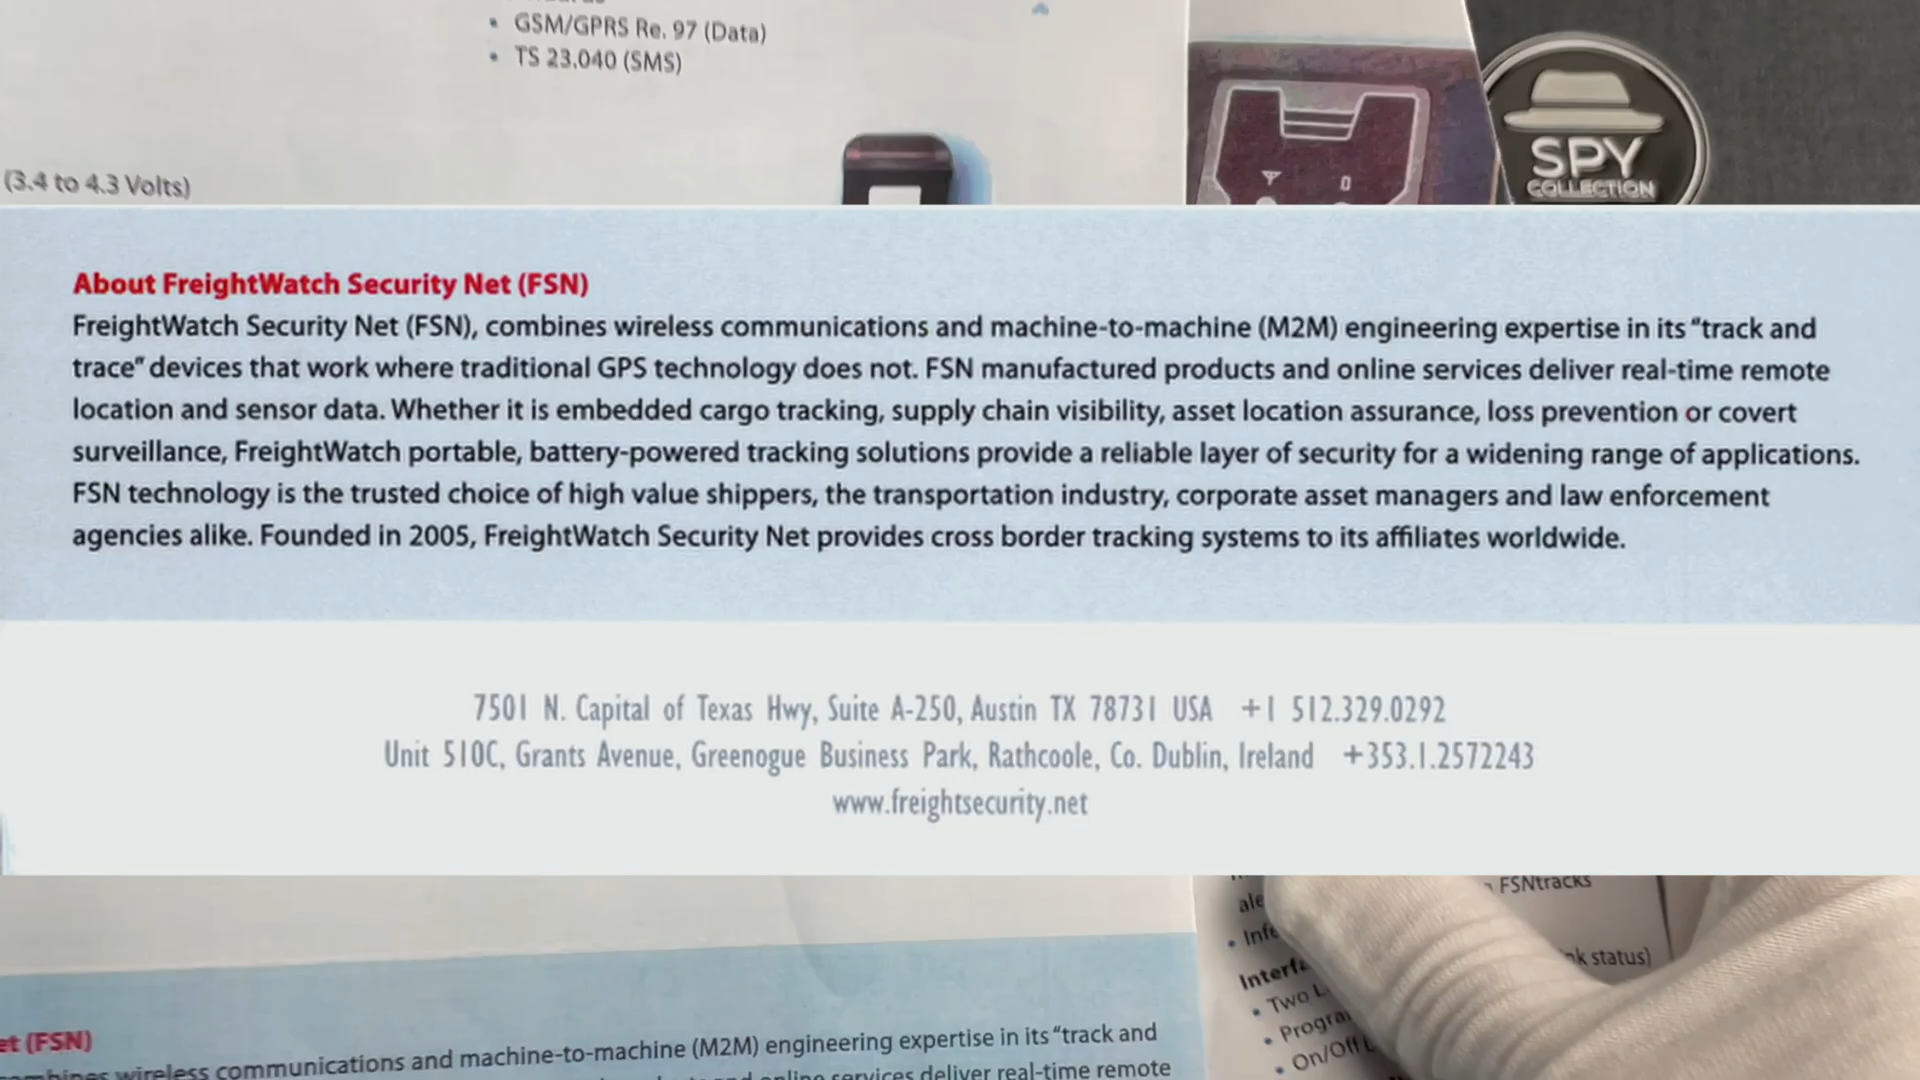 GSM/GPRS Re. 97 (Data)
TS 23.040 (SMS)
(3.4 to 4.3 Volts)
SPY
COLLECTION
About FreightWatch Security Net (FSN)
FreightWatch Security Net (FSN), combines wireless communications and machine-to-machine (M2M) engineering expertise in its “track and
trace” devices that work where traditional GPS technology does not. FSN manufactured products and online services deliver real-time remote
location and sensor data. Whether it is embedded cargo tracking, supply chain visibility, asset location assurance, loss prevention or covert
surveillance, FreightWatch portable, battery-powered tracking solutions provide a reliable layer of security for a widening range of applications.
FSN technology is the trusted choice of high value shippers, the transportation industry, corporate asset managers and law enforcement
agencies alike. Founded in 2005, FreightWatch Security Net provides cross border tracking systems to its affiliates worldwide.
7501 N. Capital of Texas Hwy, Suite A-250, Austin TX 78731 USA +1 512.329.0292
Unit 510C, Grants Avenue, Greenogue Business Park, Rathcoole, Co. Dublin, Ireland +353.1.2572243
www.freightsecurity.net
FSNtracks
status)
Two
On/Off
(FSN)
wireless communications and machine-to-machine (M2M) engineering expertise in its “track and
online services deliver real-time remote